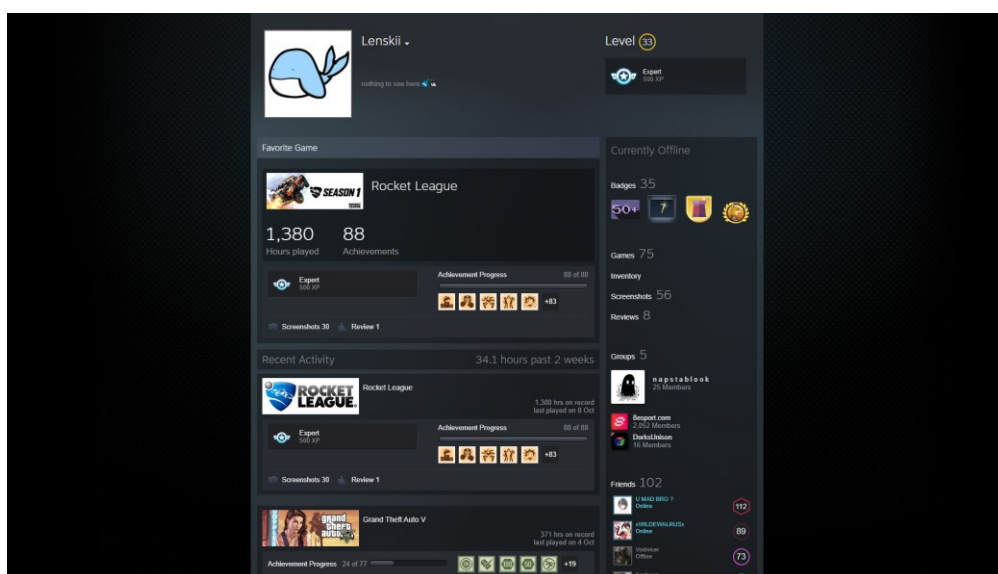 Lenskii
Level 33
nothing to see here
Expert
500 XP
Favorite Game
SEASON 1
Rocket League
1,380
Hours played
88
Achievements
Expert
500 XP
Achievement Progress 88 of 88
+83
Screenshots 30 Review 1
Recent Activity 34.1 hours past 2 weeks
ROCKET
LEAGUE.
Rocket League
1,380 hrs on record
last played on 8 Oct
Expert
500 XP
Achievement Progress 88 of 88
+83
Screenshots 30 Review 1
grand
theft
auto
Grand Theft Auto V
371 hrs on record
last played on 4 Oct
Achievement Progress 24 of 77
+19
Currently Offline
Badges 35
50+
Games 75
Inventory
Screenshots 56
Reviews 8
Groups 5
napstablook
25 Members
8esport.com
2,052 Members
DorksUnison
16 Members
Friends 102
U MAD BRO ?
Online
112
xWILDEWALRUSx
Online
89
Offline
73